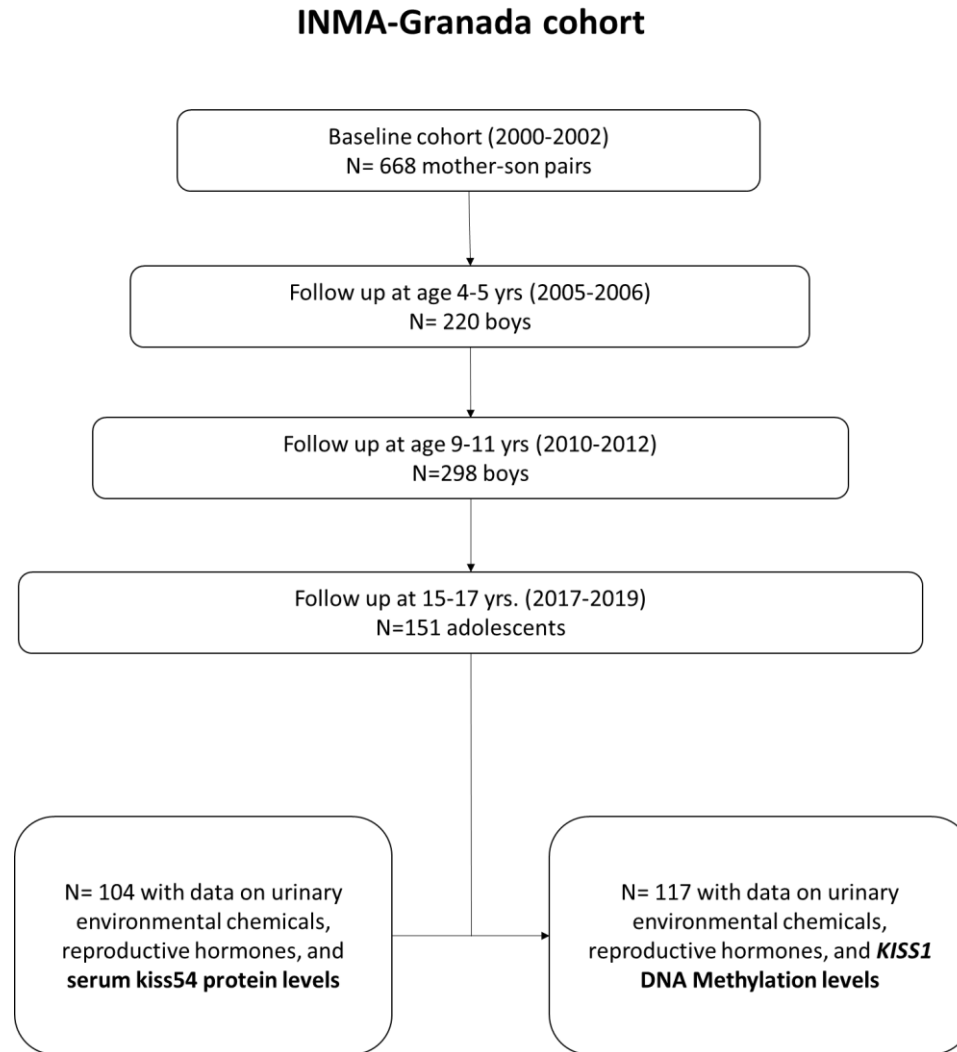 INMA-Granada cohort
Baseline cohort (2000-2002)
N= 668 mother-son pairs
Follow up at age 4-5 yrs (2005-2006)
N= 220 boys
Follow up at age 9-11 yrs (2010-2012)
N=298 boys
Follow up at 15-17 yrs. (2017-2019)
N=151 adolescents
N= 104 with data on urinary
environmental chemicals,
reproductive hormones, and
serum kiss54 protein levels
N= 117 with data on urinary
environmental chemicals,
reproductive hormones, and KISS1
DNA Methylation levels